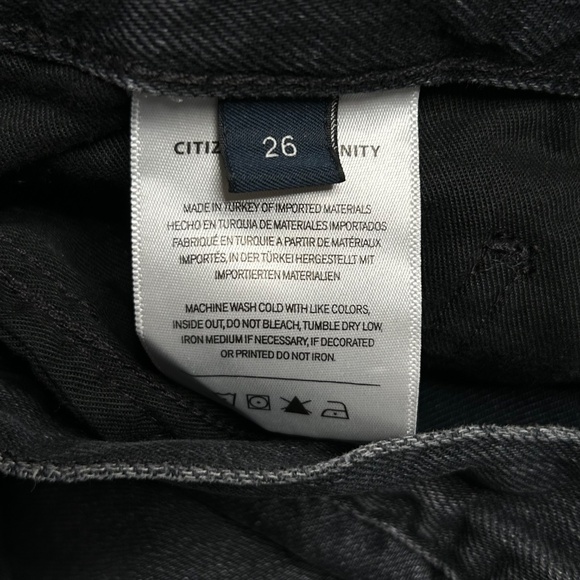 CITIZ
26
NITY
MADE IN TURKEY OF IMPORTED MATERIALS
HECHO EN TURQUIA DE MATERIALES IMPORTADOS
FABRIQUÉ EN TURQUIE A PARTIR DE MATÉRIAUX
IMPORTÉS, IN DER TÜRKEI HERGESTELLT MIT
IMPORTIERTEN MATERIALIEN
MACHINE WASH COLD WITH LIKE COLORS,
INSIDE OUT, DO NOT BLEACH, TUMBLE DRY LOW,
IRON MEDIUM IF NECESSARY, IF DECORATED
OR PRINTED DO NOT IRON.